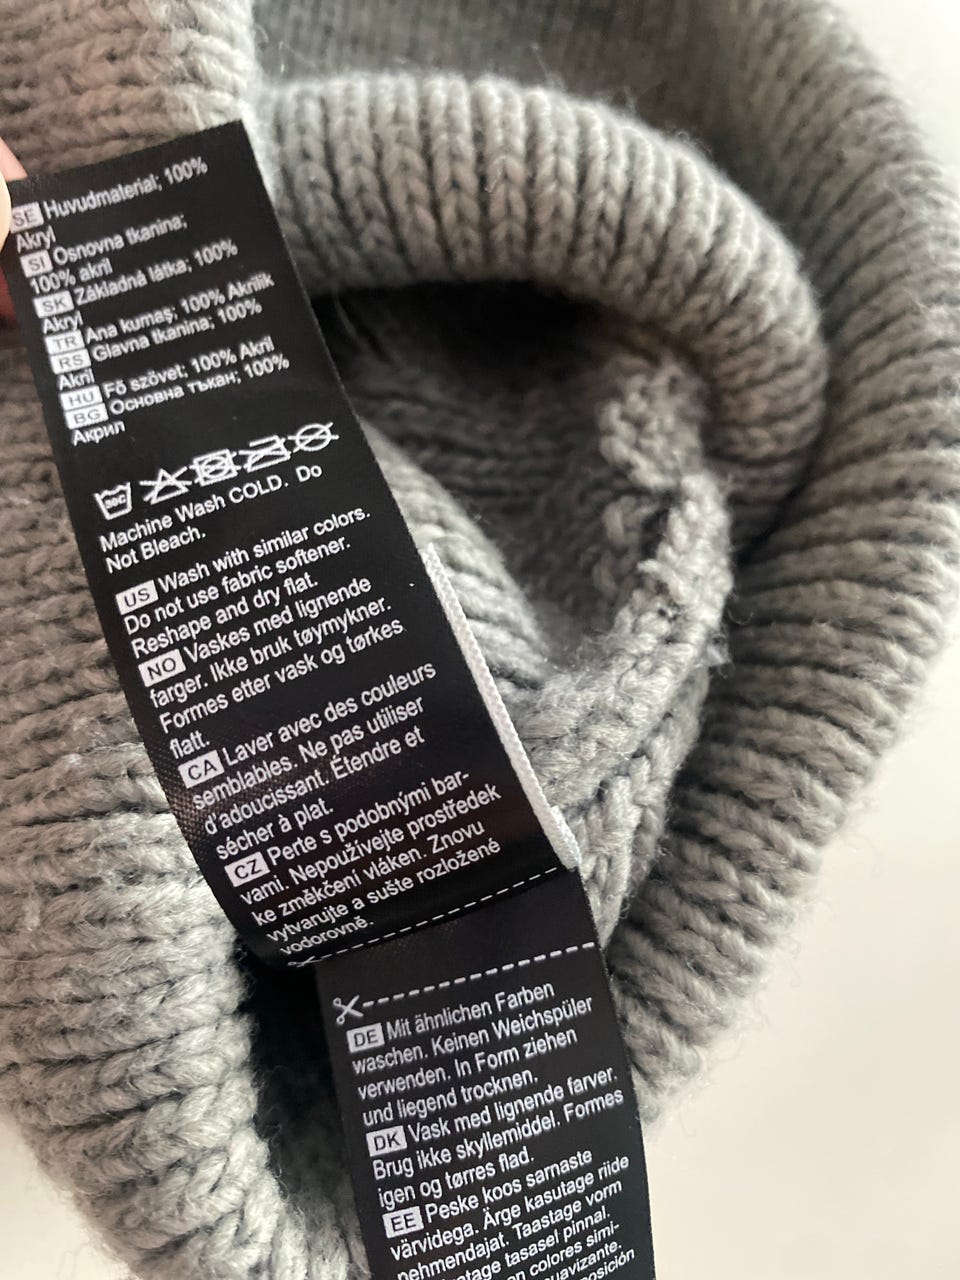 SE Huvudmaterial; 100%
Akryl
SI Osnovna tkanina;
100% akril
SK Základná látka; 100%
Akryl
TR Ana kumaş; 100% Akrilik
RS Glavna tkanina; 100%
Akril
HU Fő szövet; 100% Akril
BG Основна тъкан; 100%
Акрил
30C
Machine Wash COLD. Do
Not Bleach.
US Wash with similar colors.
Do not use fabric softener.
Reshape and dry flat.
NO Vaskes med lignende
farger. Ikke bruk tøymykner.
Formes etter vask og tørkes
flatt.
CA Laver avec des couleurs
semblables. Ne pas utiliser
d'adoucissant. Étendre et
sécher à plat.
CZ Perte s podobnými bar-
vami. Nepoužívejte prostředek
ke změkčení vláken. Znovu
vytvarujte a sušte rozložené
vodorovně.
DE Mit ähnlichen Farben
waschen. Keinen Weichspüler
verwenden. In Form ziehen
und liegend trocknen.
DK Vask med lignende farver.
Brug ikke skyllemiddel. Formes
igen og tørres flad.
EE Peske koos sarnaste
värvidega. Ärge kasutage riide
pehmendajat. Taastage vorm
tasasel pinnal.
colores simi-
suavizante.